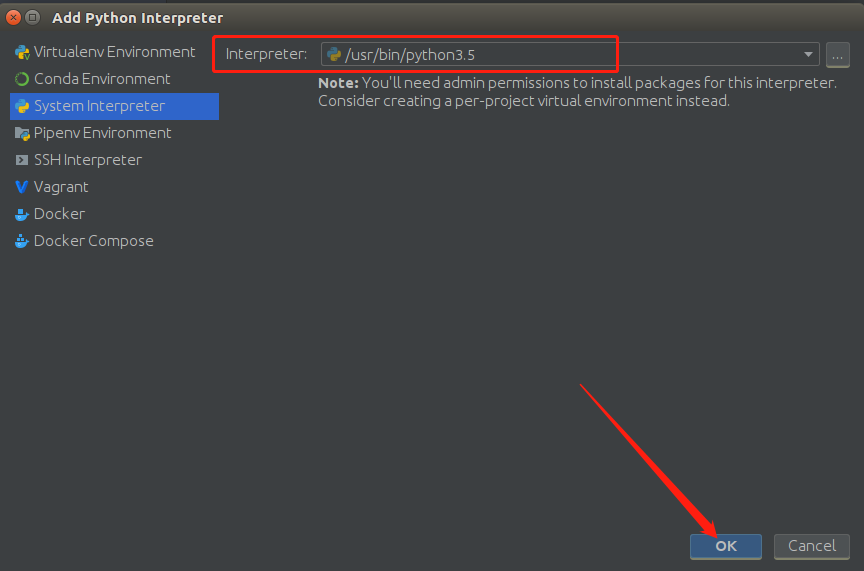 Add Python Interpreter
Virtualenv Environment
Conda Environment
System Interpreter
Pipenv Environment
SSH Interpreter
Vagrant
Docker
Docker Compose
Interpreter: /usr/bin/python3.5 ...
Note: You'll need admin permissions to install packages for this interpreter.
Consider creating a per-project virtual environment instead.
OK Cancel